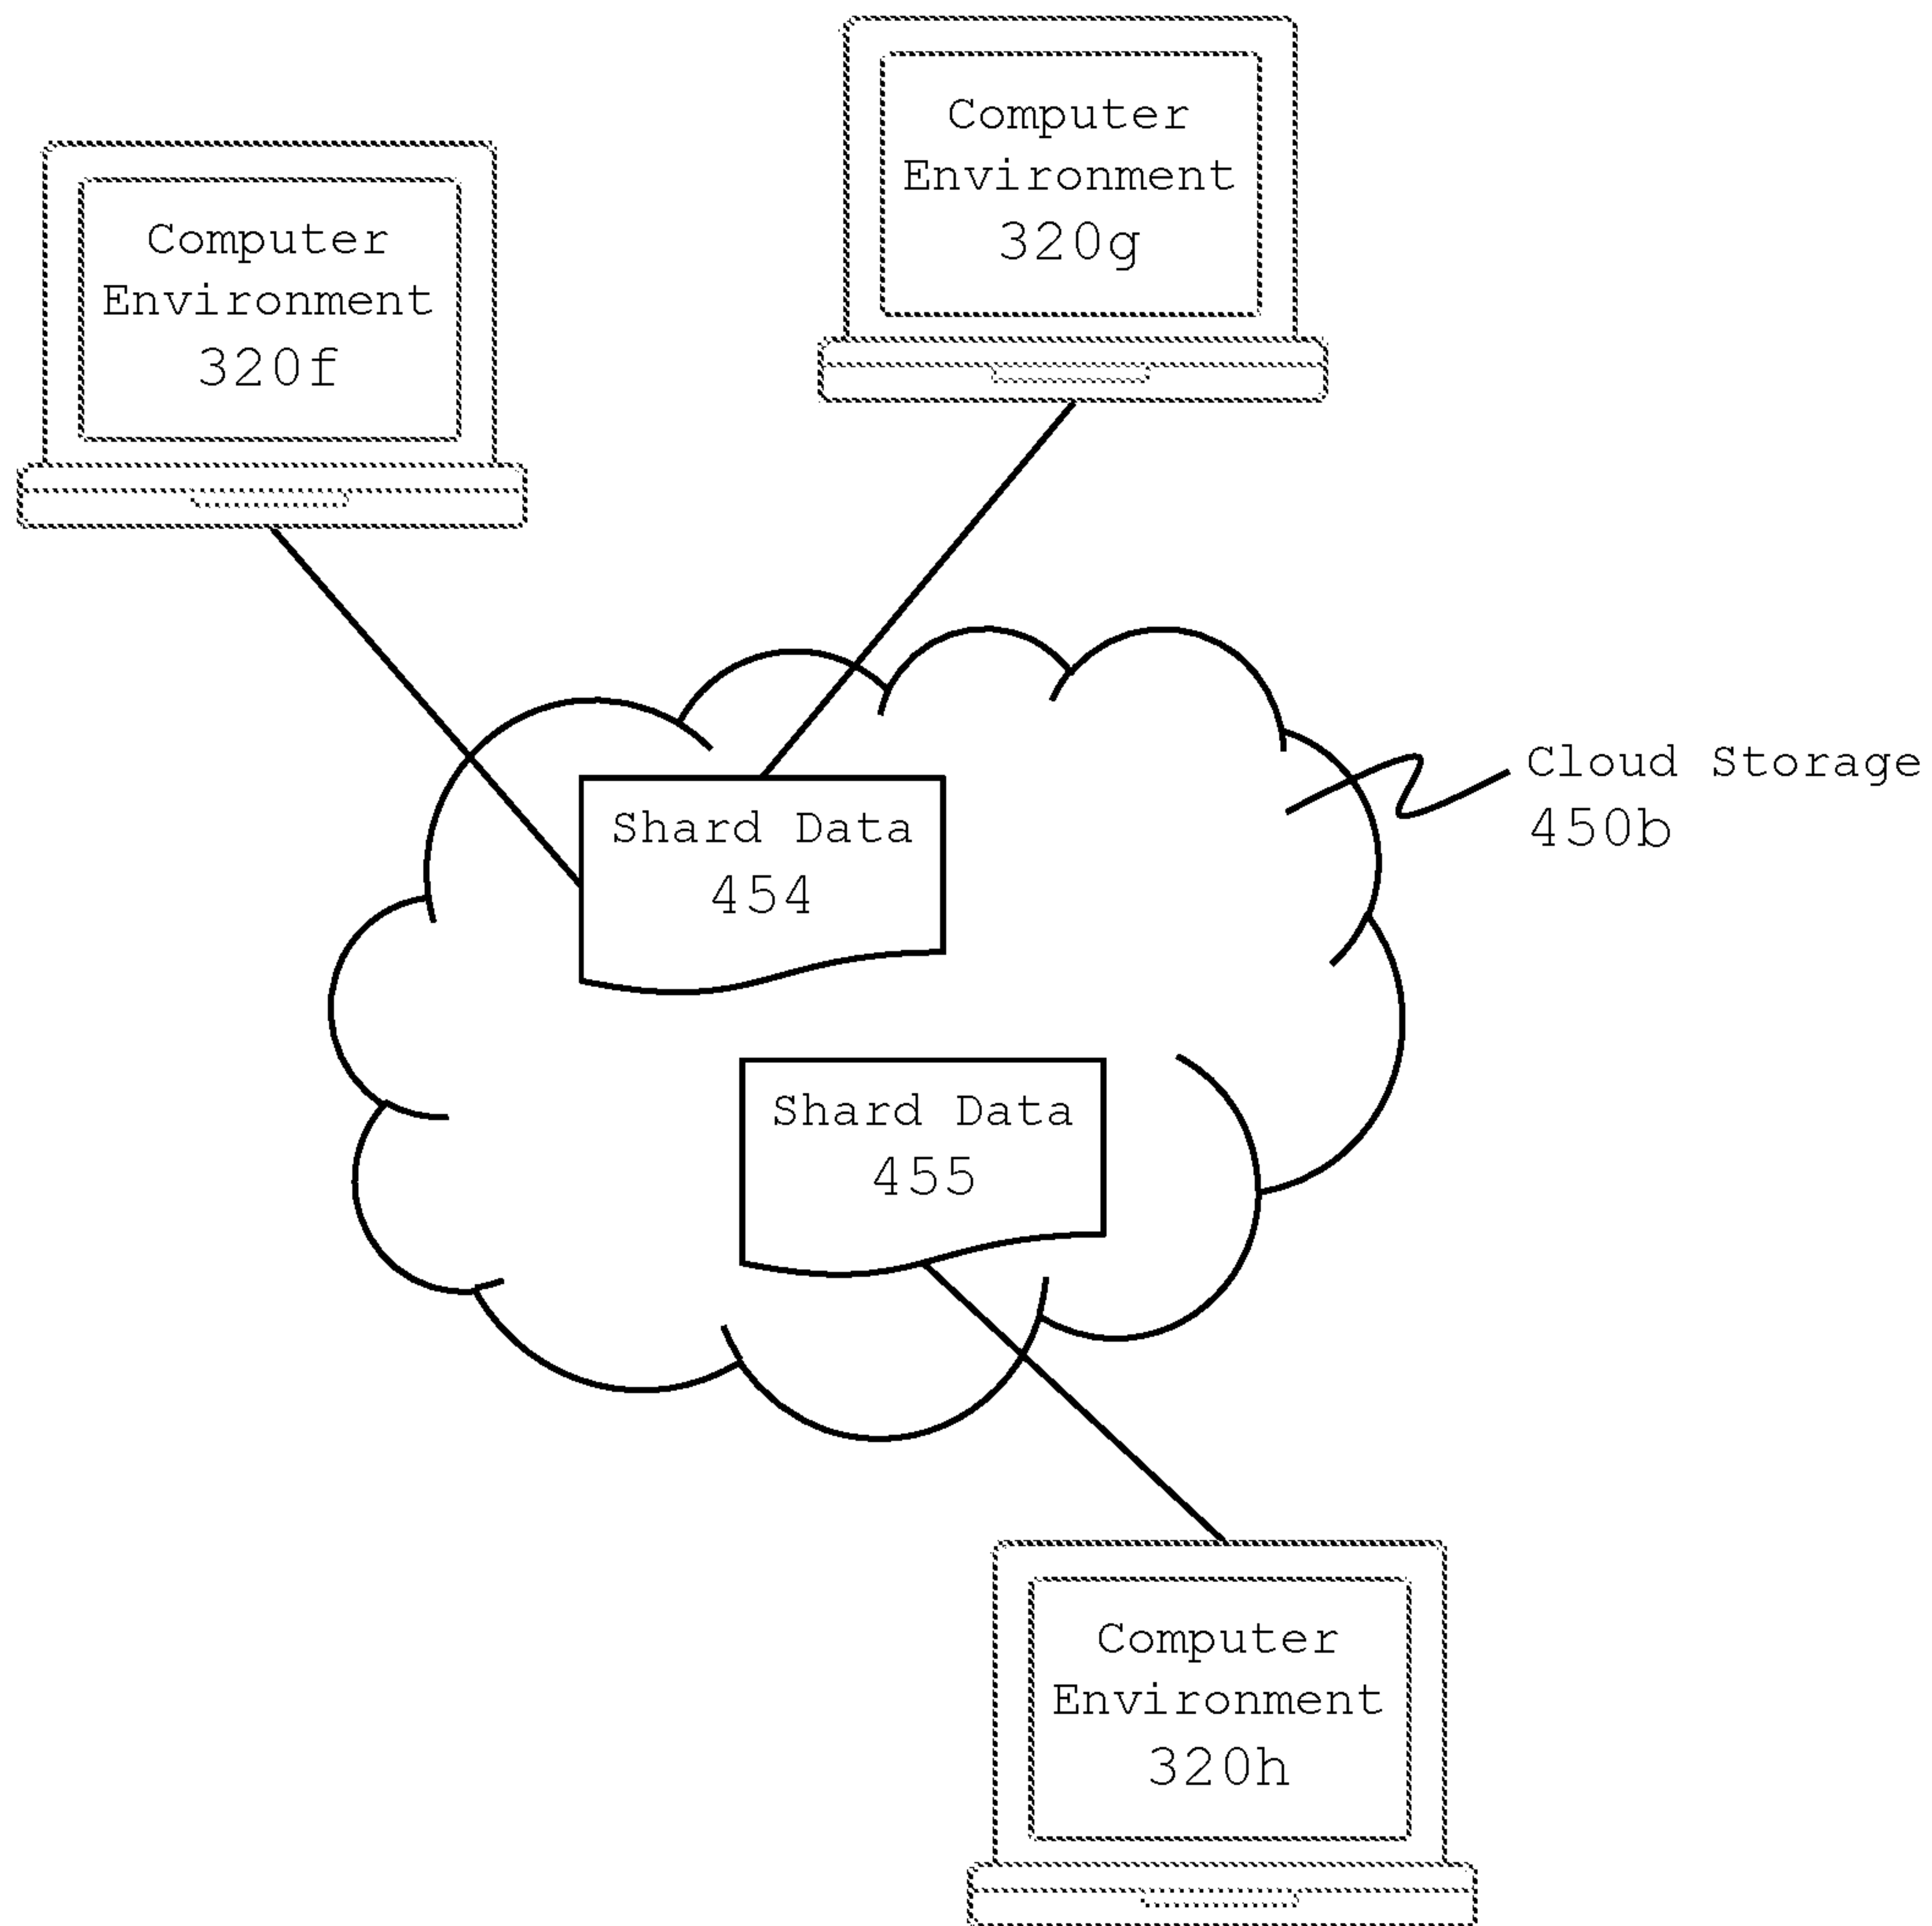 Computer
Environment
320g
Computer
Environment
320f
Cloud Storage
450b
Shard Data
454
Shard Data
455
Computer
Environment
320h